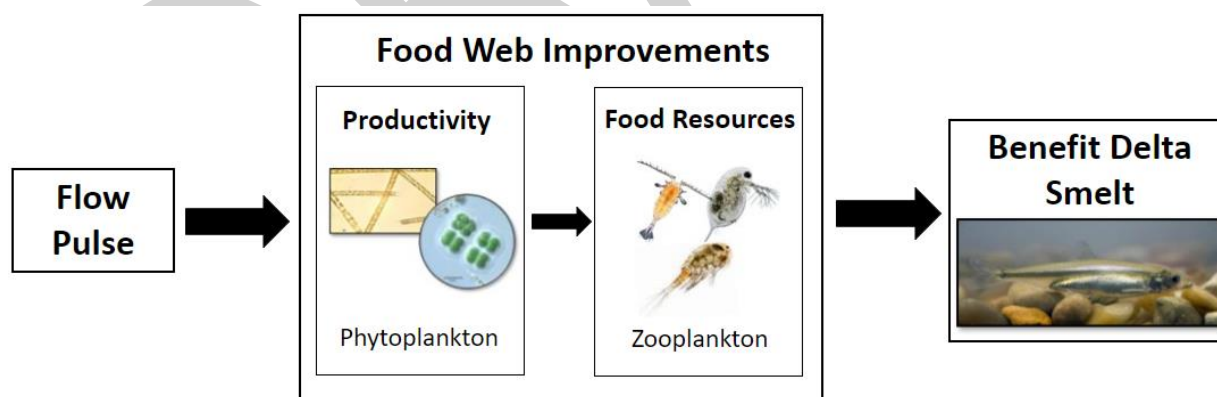 Flow
Pulse
Food Web Improvements
Productivity
Phytoplankton
Food Resources
Zooplankton
Benefit Delta
Smelt